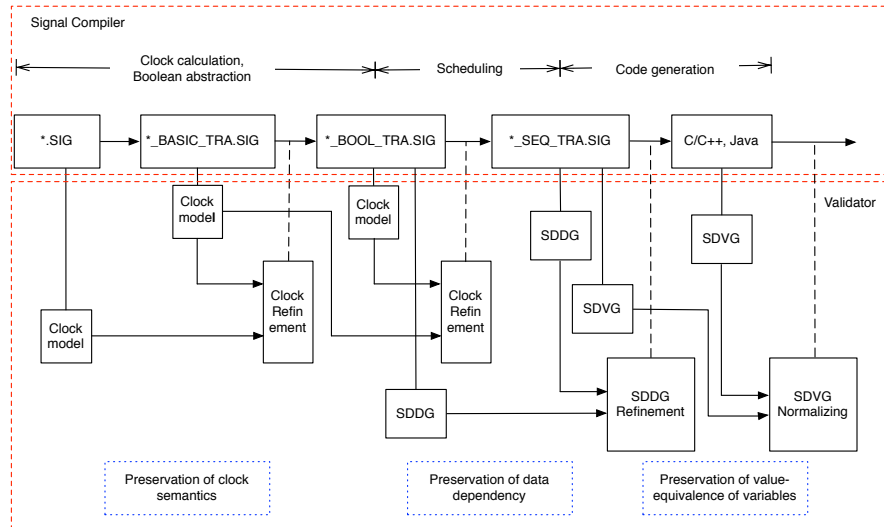 Signal Compiler
Clock calculation,
Boolean abstraction
Scheduling
Code generation
*.SIG
*_BASIC_TRA.SIG
*_BOOL_TRA.SIG
*_SEQ_TRA.SIG
C/C++, Java
Validator
Clock
model
Clock
model
SDDG
SDVG
Clock
Refin
ement
Clock
Refin
ement
SDVG
Clock
model
SDDG
SDDG
Refinement
SDVG
Normalizing
Preservation of clock
semantics
Preservation of data
dependency
Preservation of value-
equivalence of variables